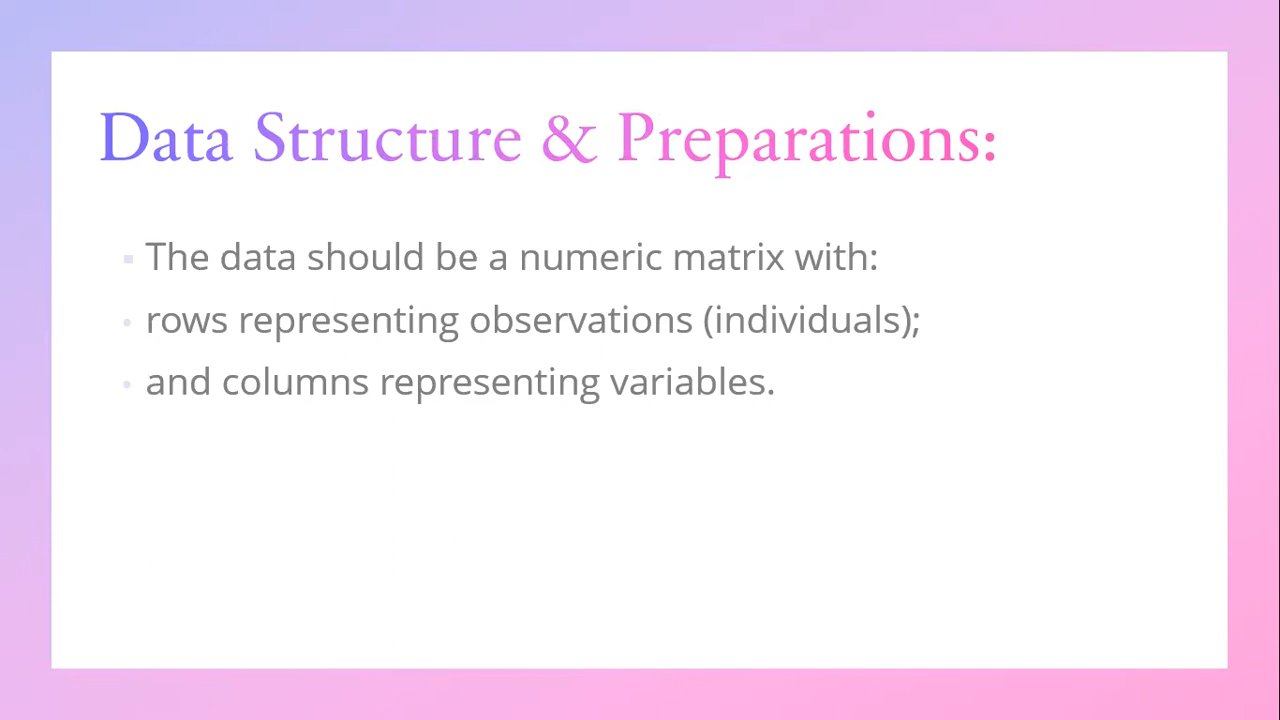 Data Structure & Preparations:
The data should be a numeric matrix with:
rows representing observations (individuals);
and columns representing variables.